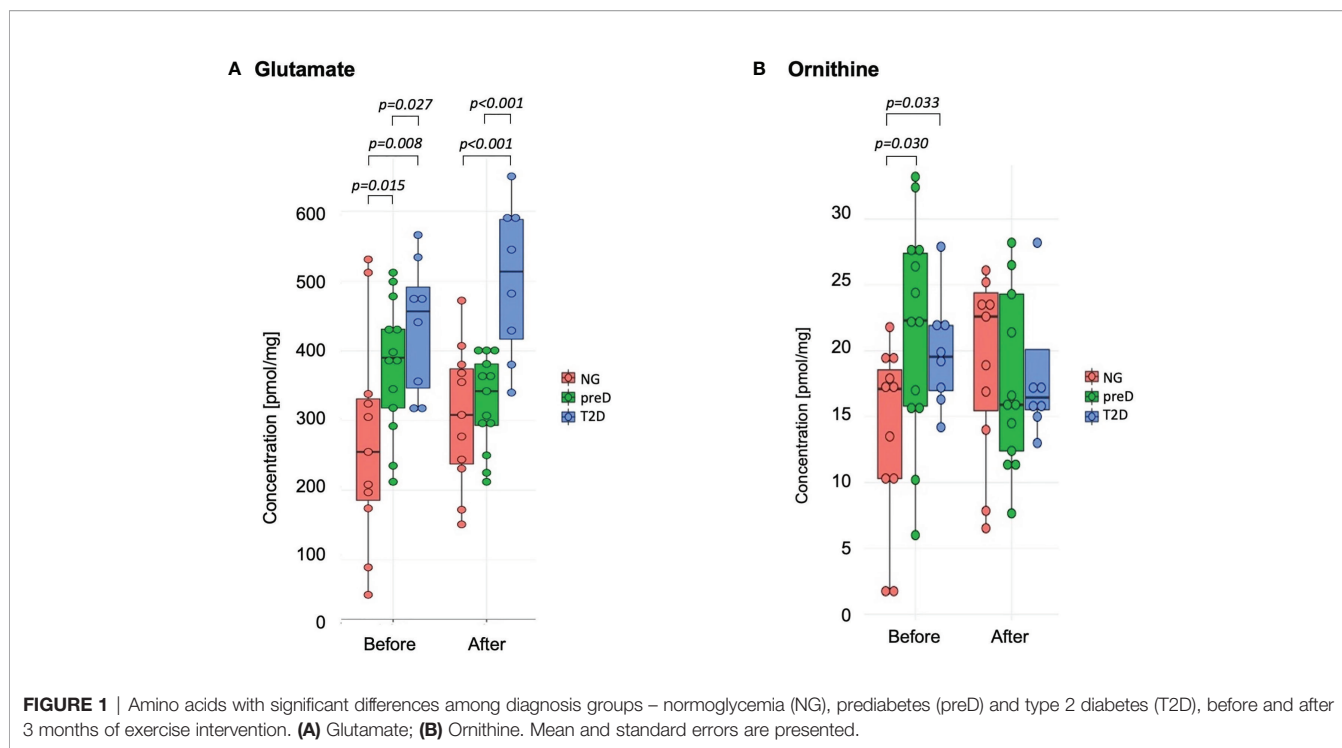 A Glutamate
p=0.027
p<0.001
p=0.008
p<0.001
p=0.015
600
500
400
300
200
100
0
Concentration [pmol/mg]
Before
After
NG
preD
T2D
B Ornithine
p=0.033
p=0.030
30
25
20
15
10
5
0
Concentration [pmol/mg]
Before
After
NG
preD
T2D
FIGURE 1 | Amino acids with significant differences among diagnosis groups – normoglycemia (NG), prediabetes (preD) and type 2 diabetes (T2D), before and after
3 months of exercise intervention. (A) Glutamate; (B) Ornithine. Mean and standard errors are presented.